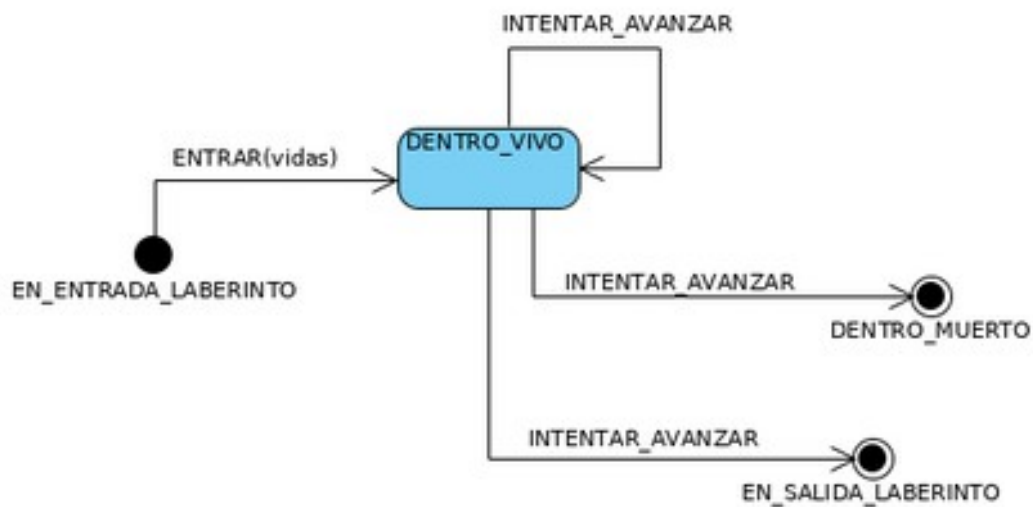 INTENTAR_AVANZAR
DENTRO_VIVO
ENTRAR(vidas)
EN_ENTRADA_LABERINTO
INTENTAR_AVANZAR
DENTRO_MUERTO
INTENTAR_AVANZAR
EN_SALIDA_LABERINTO